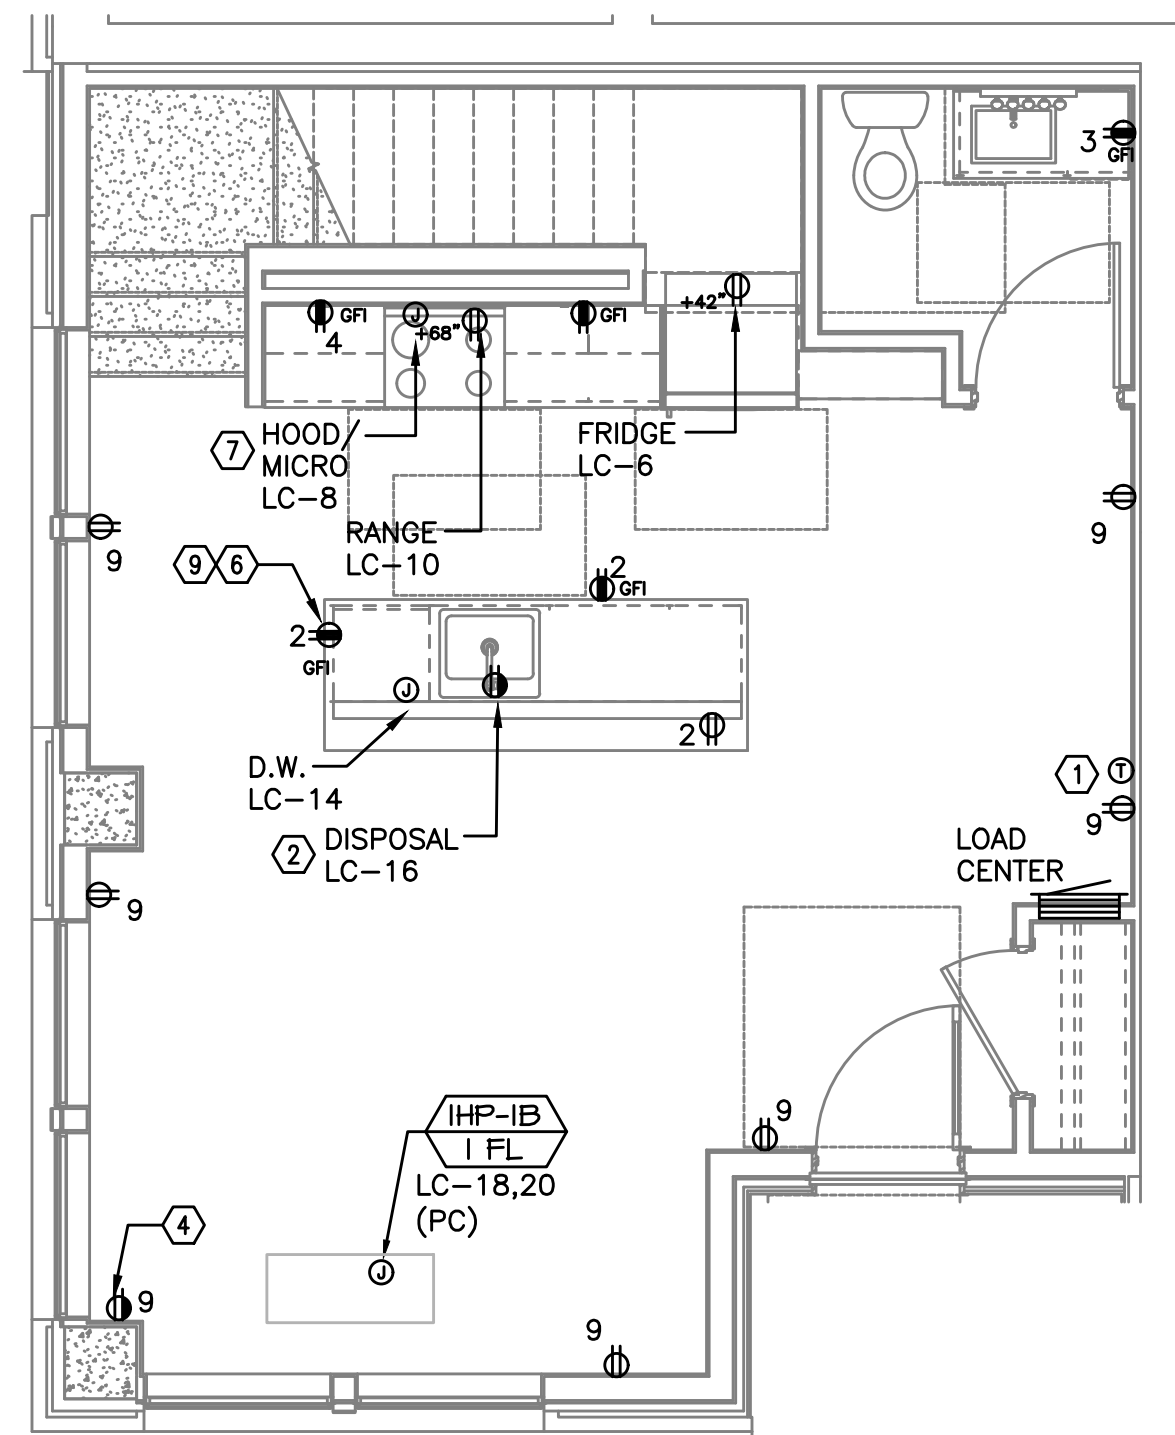 3
GFI
+42"
GFI
J
+68"
GFI
4
7
HOOD/
MICRO
LC-8
FRIDGE
LC-6
RANGE
LC-10
9
9
9 6
2
GFI
2
GFI
J
2
D.W.
LC-14
1
T
9
2
DISPOSAL
LC-16
LOAD
CENTER
9
IHP-1B
1 FL
LC-18,20
(PC)
9
4
J
9
9